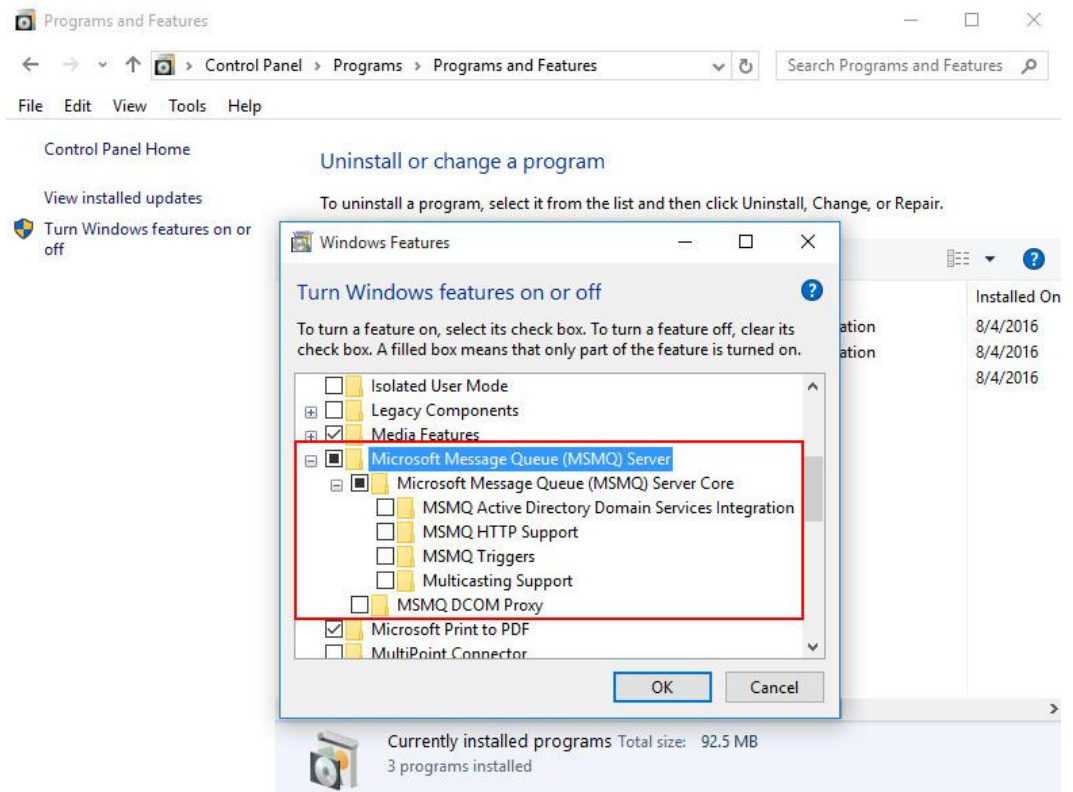 Programs and Features
Control Panel > Programs > Programs and Features
Search Programs and Features
File Edit View Tools Help
Control Panel Home
View installed updates
Turn Windows features on or
off
Uninstall or change a program
To uninstall a program, select it from the list and then click Uninstall, Change, or Repair.
Windows Features
Turn Windows features on or off
To turn a feature on, select its check box. To turn a feature off, clear its
check box. A filled box means that only part of the feature is turned on.
Isolated User Mode
Legacy Components
Media Features
Microsoft Message Queue (MSMQ) Server
Microsoft Message Queue (MSMQ) Server Core
MSMQ Active Directory Domain Services Integration
MSMQ HTTP Support
MSMQ Triggers
Multicasting Support
MSMQ DCOM Proxy
Microsoft Print to PDF
MultiPoint Connector
OK Cancel
Installed On
ation 8/4/2016
ation 8/4/2016
8/4/2016
Currently installed programs Total size: 92.5 MB
3 programs installed